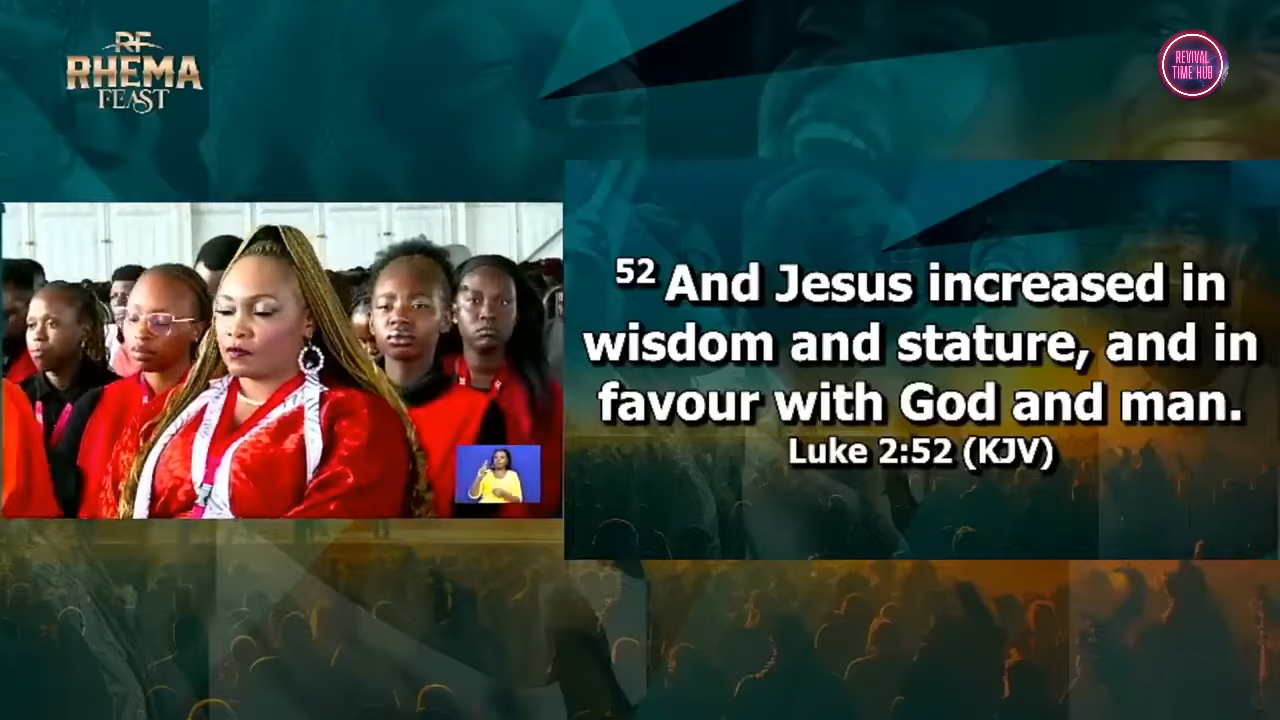 RF
RHEMA
FEAST
REVIVAL
TIME HUB
52 And Jesus increased in
wisdom and stature, and in
favour with God and man.
Luke 2:52 (KJV)